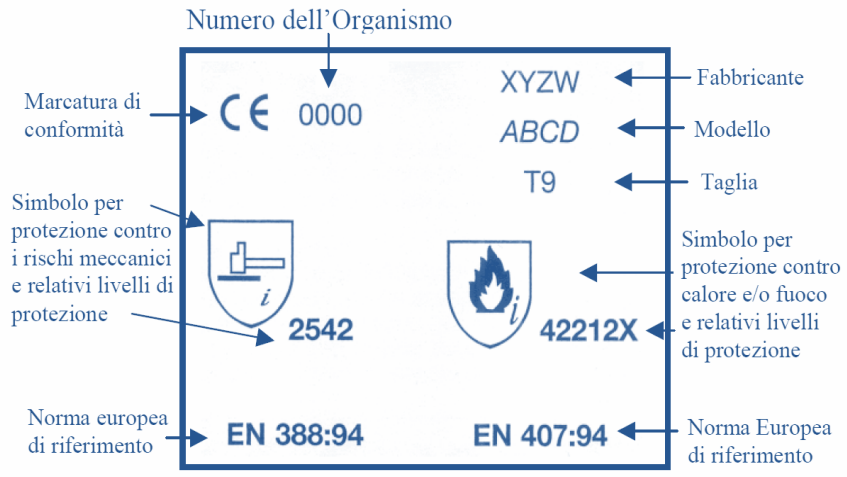 Numero dell'Organismo
Marcatura di
conformità
CE 0000
XYZW
Fabbricante
ABCD
Modello
T9
Taglia
Simbolo per
protezione contro
i rischi meccanici
e relativi livelli di
protezione
i
2542
i
42212X
Simbolo per
protezione contro
calore e/o fuoco
e relativi livelli
di protezione
Norma europea
di riferimento
EN 388:94
EN 407:94
Norma Europea
di riferimento